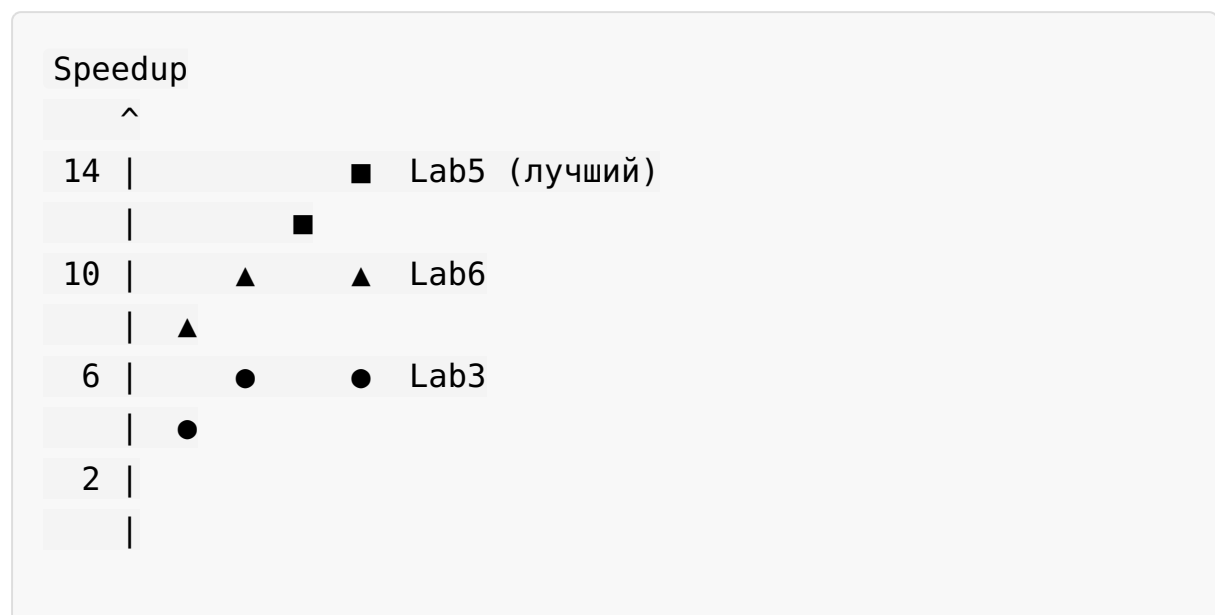 Speedup
^
14 |              ■  Lab5 (лучший)
   |          ■
10 |      ▲      ▲  Lab6
   |  ▲
 6 |      ●      ●  Lab3
   |  ●
 2 |
   |